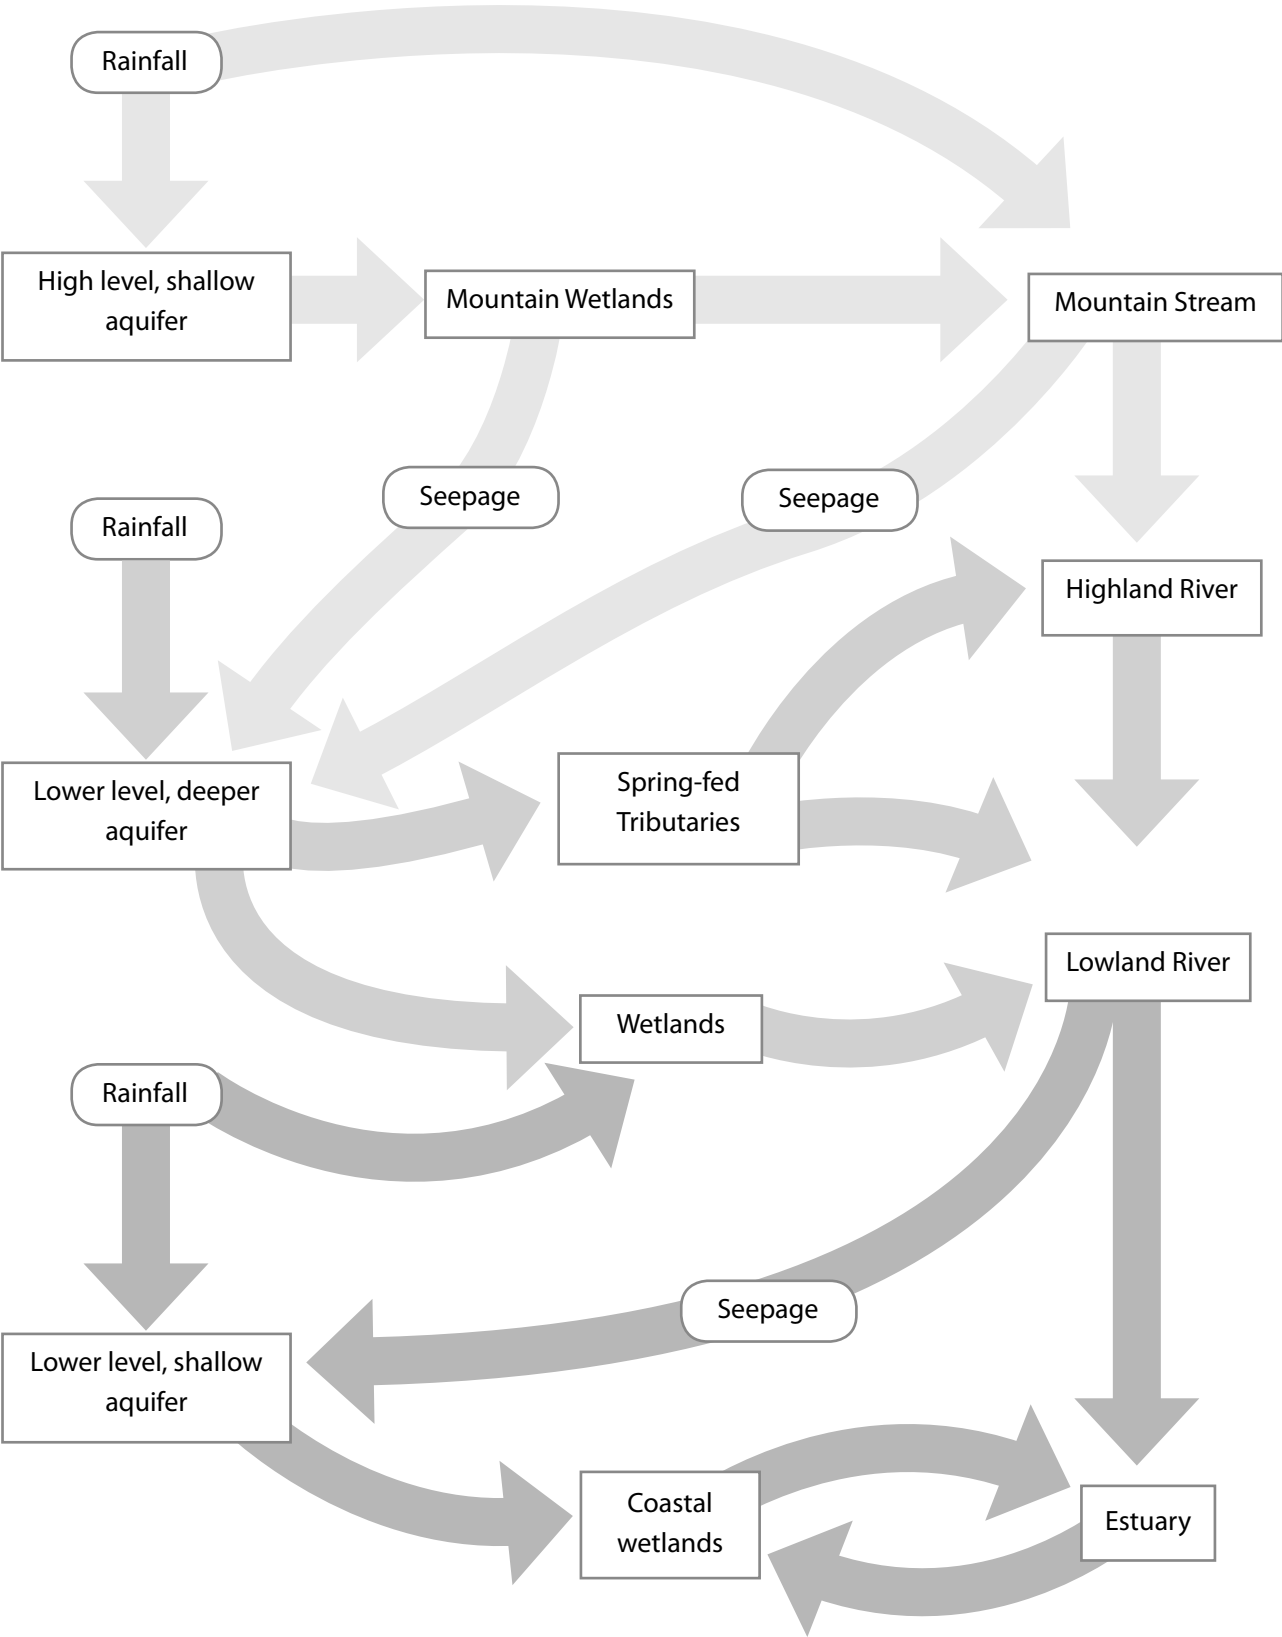 Rainfall
High level, shallow
aquifer
Mountain Wetlands
Mountain Stream
Seepage
Seepage
Rainfall
Highland River
Lower level, deeper
aquifer
Spring-fed
Tributaries
Lowland River
Wetlands
Rainfall
Seepage
Lower level, shallow
aquifer
Coastal
wetlands
Estuary